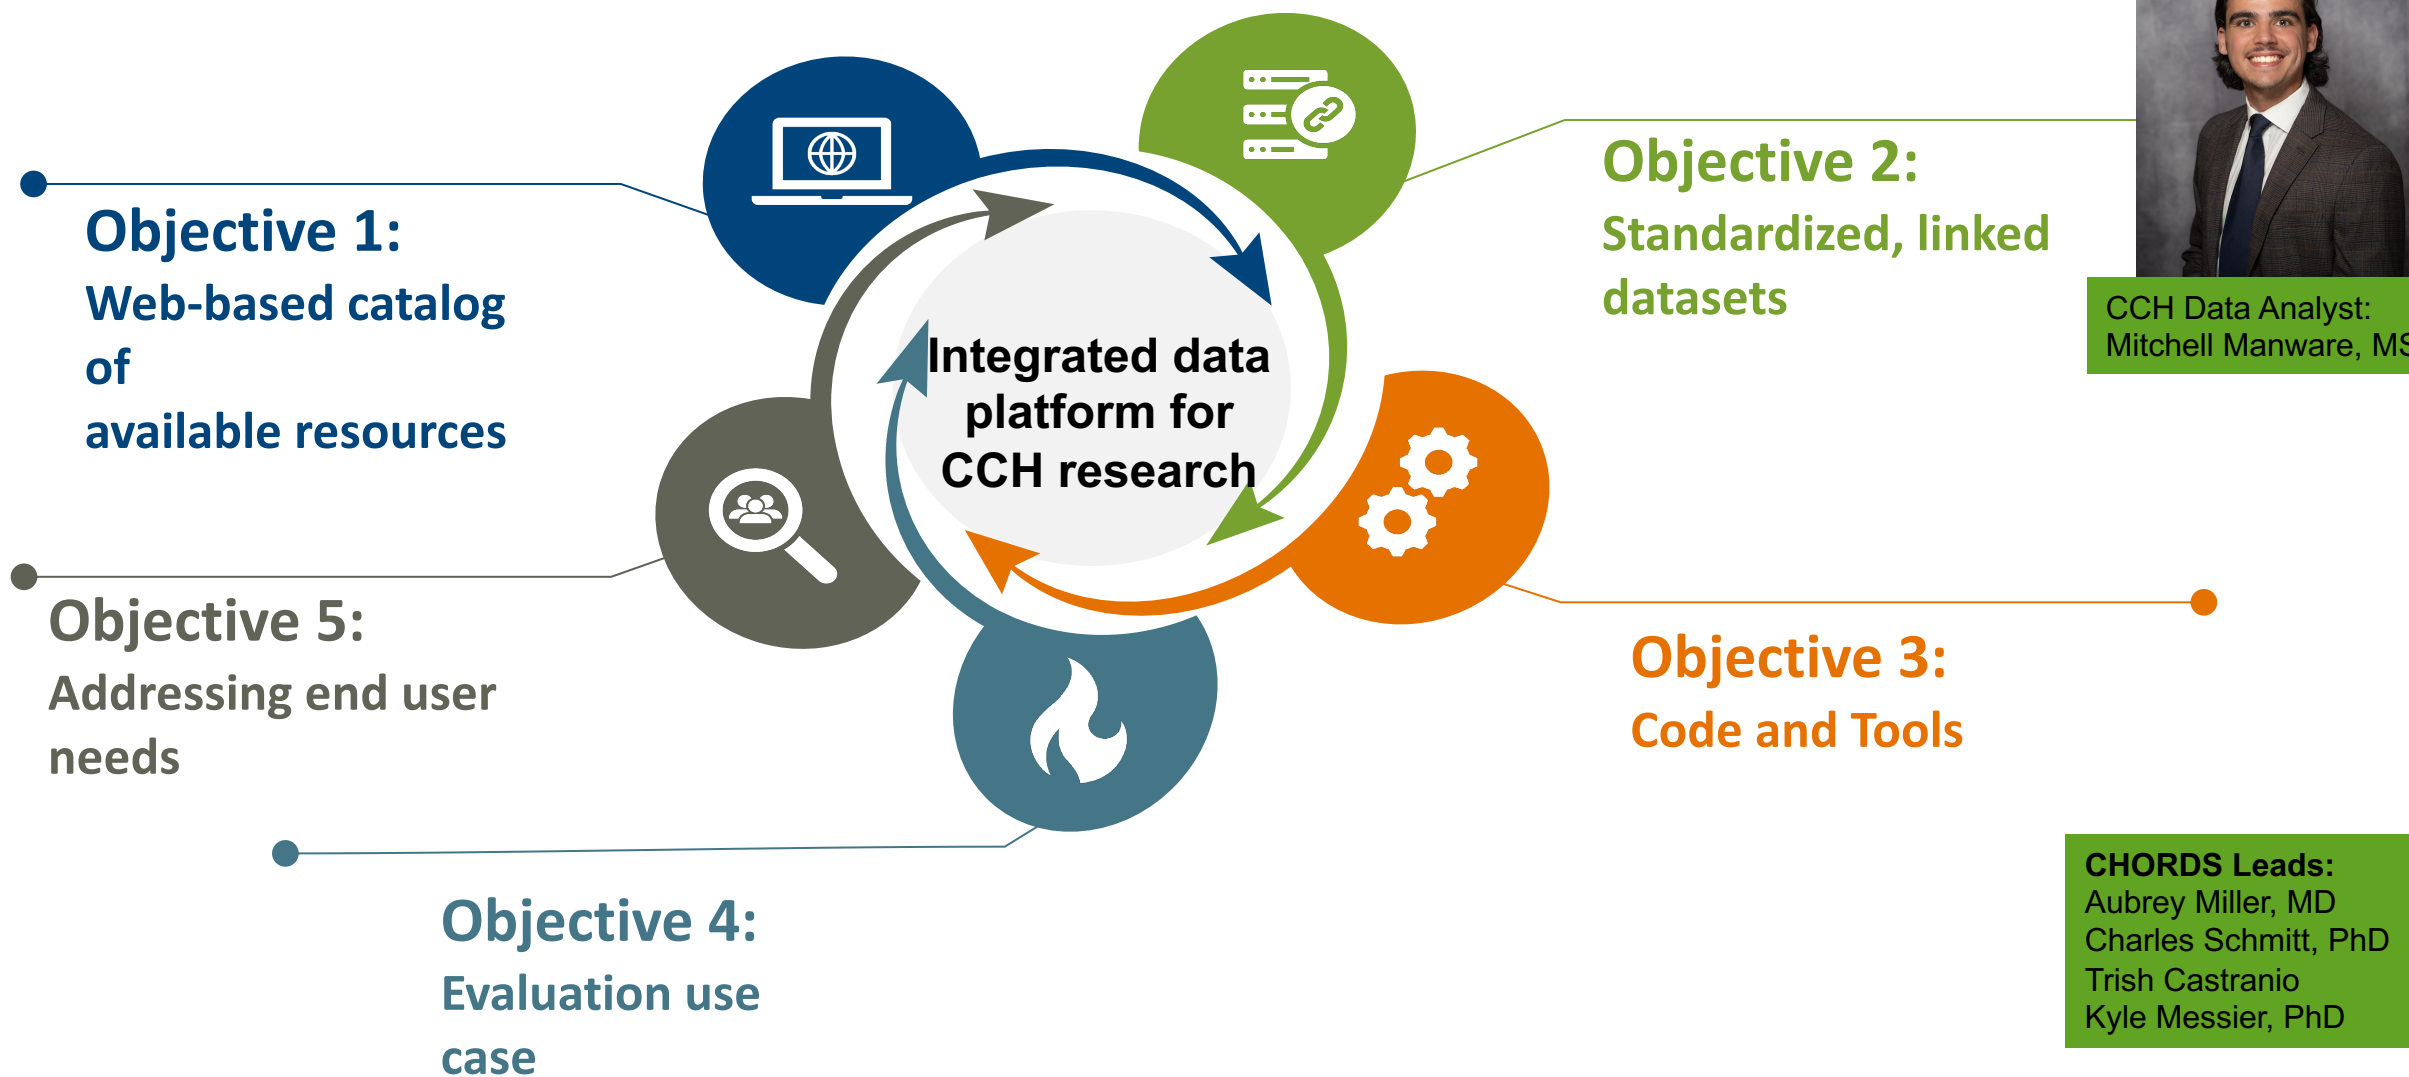 Objective 1:
Web-based catalog
of
available resources
Objective 2:
Standardized, linked
datasets
CCH Data Analyst:
Mitchell Manware, MS
Integrated data
platform for
CCH research
Objective 5:
Addressing end user
needs
Objective 3:
Code and Tools
Objective 4:
Evaluation use
case
CHORDS Leads:
Aubrey Miller, MD
Charles Schmitt, PhD
Trish Castranio
Kyle Messier, PhD